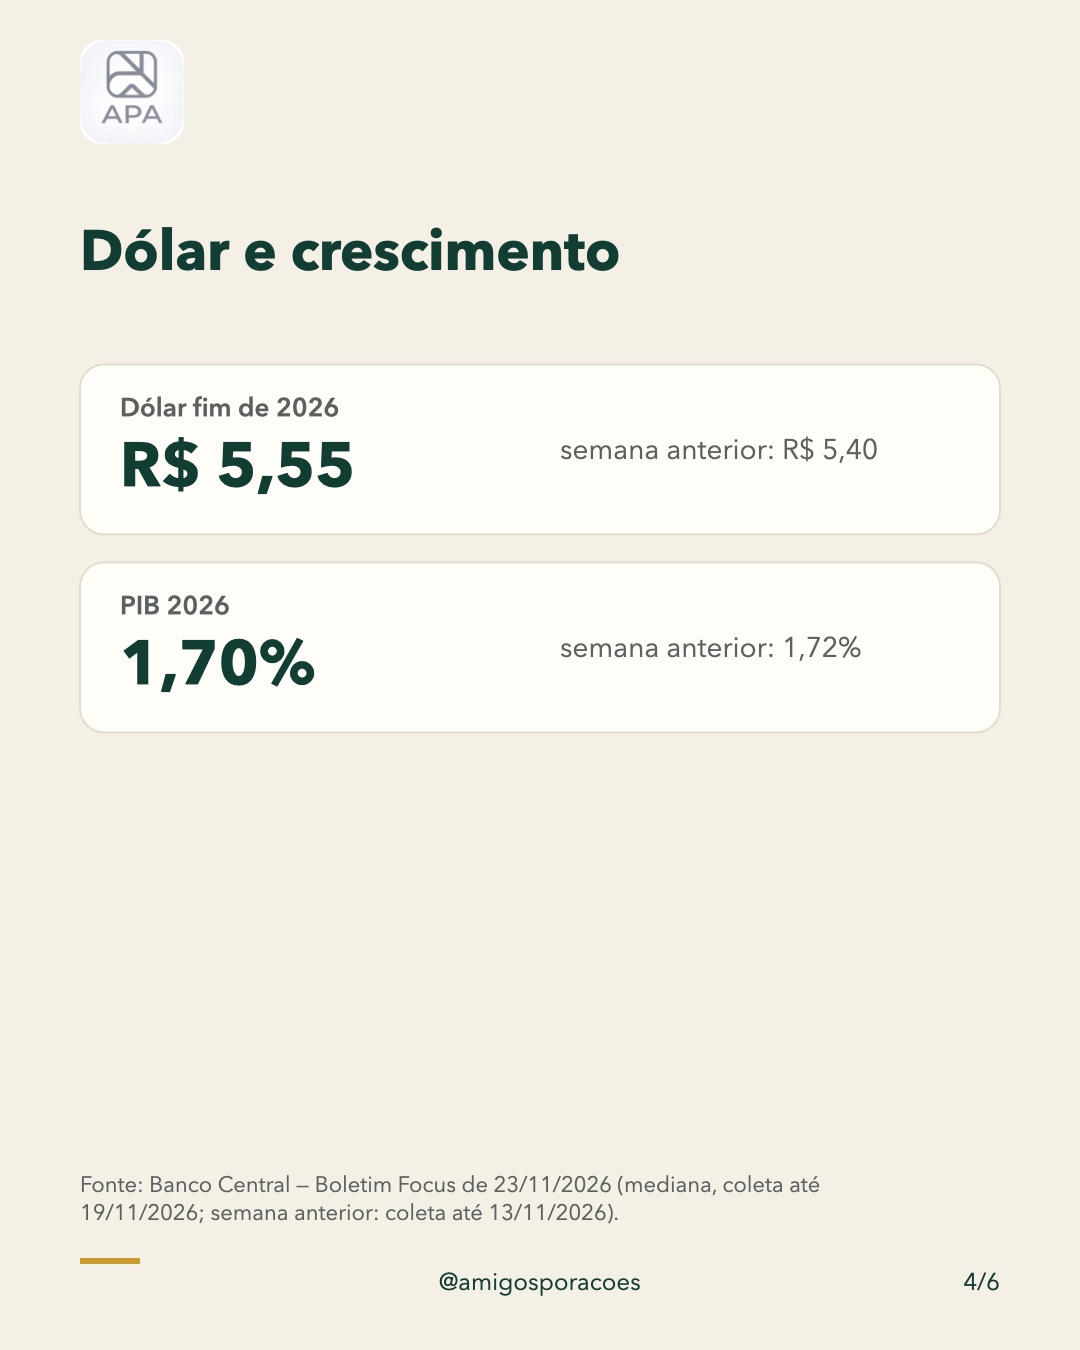 APA
Dólar e crescimento
Dólar fim de 2026
R$ 5,55
semana anterior: R$ 5,40
PIB 2026
1,70%
semana anterior: 1,72%
Fonte: Banco Central — Boletim Focus de 23/11/2026 (mediana, coleta até
19/11/2026; semana anterior: coleta até 13/11/2026).
@amigosporacoes
4/6